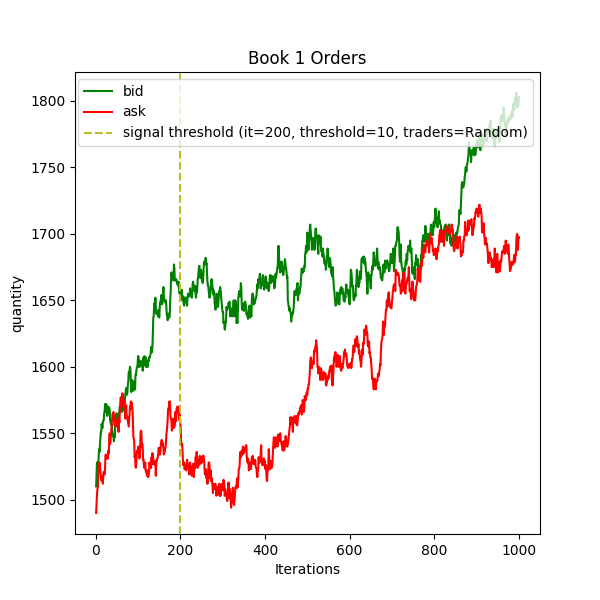 Book 1 Orders
bid
ask
signal threshold (it=200, threshold=10, traders=Random)
1800
1750
1700
1650
1600
1550
1500
quantity
0 200 400 600 800 1000
Iterations